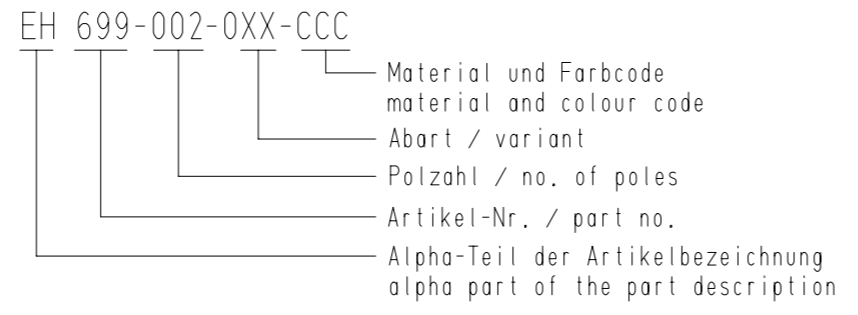 EH 699-002-0XX-CCC
Material und Farbcode
material and colour code
Abart / variant
Polzahl / no. of poles
Artikel-Nr. / part no.
Alpha-Teil der Artikelbezeichnung
alpha part of the part description